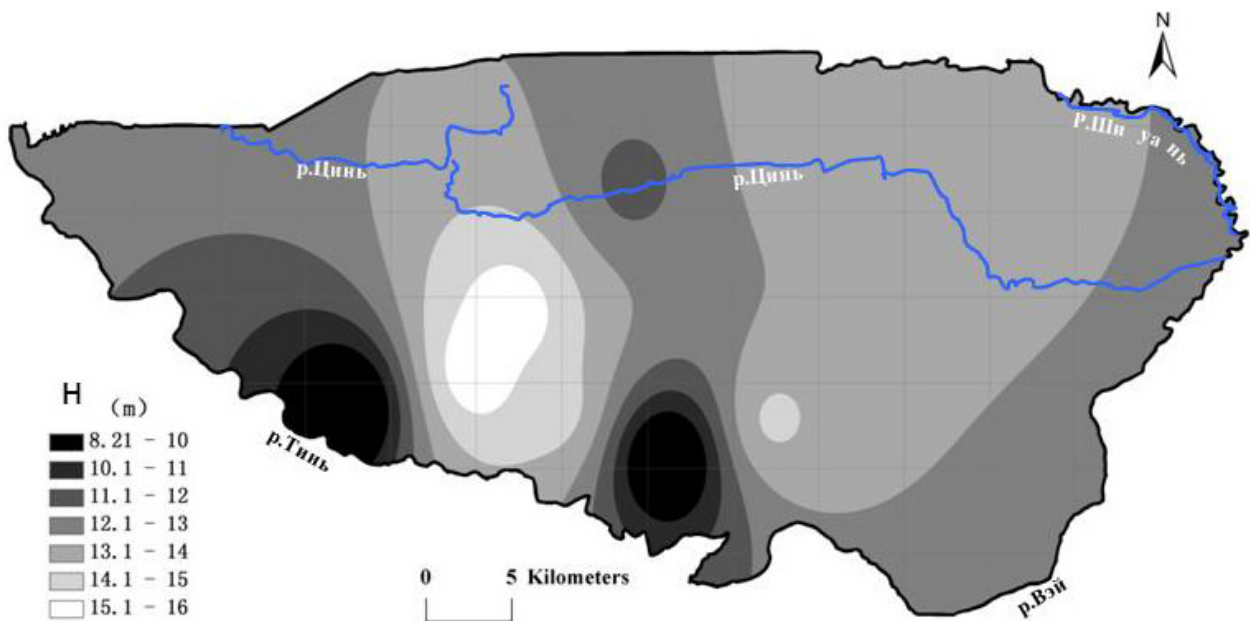 N
р.Ши уа нь
р.Цинь
р.Цинь
H
(m)
8.21 - 10
10.1 - 11
11.1 - 12
12.1 - 13
13.1 - 14
14.1 - 15
15.1 - 16
р.Тинь
0 5 Kilometers
р.Вэй